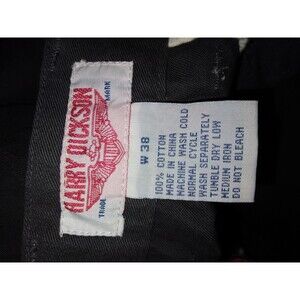 HARRY DICKSON
TRADE MARK
W 38
100% COTTON
MADE IN CHINA
MACHINE WASH COLD
NORMAL CYCLE
WASH SEPARATELY
TUMBLE DRY LOW
MEDIUM IRON
DO NOT BLEACH